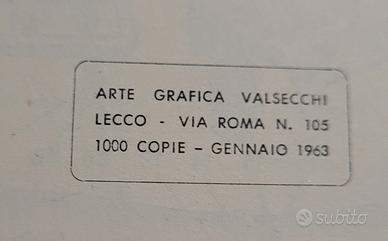 ARTE GRAFICA VALSECCHI
LECCO - VIA ROMA N. 105
1000 COPIE - GENNAIO 1963
subito